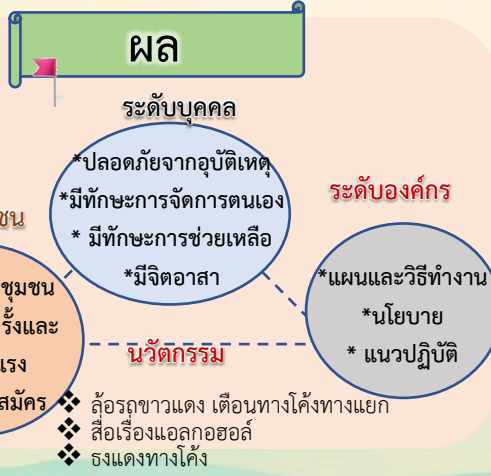 ผล
ระดับบุคคล
*ปลอดภัยจากอุบัติเหตุ
*มีทักษะการจัดการตนเอง
* มีทักษะการช่วยเหลือ
*มีจิตอาสา
ระดับองค์กร
*แผนและวิธีทำงาน
*นโยบาย
* แนวปฏิบัติ
ชน
ชุมชน
รั้งและ
แรง
สมัคร
นวัตกรรม
❖ ล้อรถขาวแดง เตือนทางโค้งทางแยก
❖ สื่อเรื่องแอลกอฮอล์
❖ ธงแดงทางโค้ง